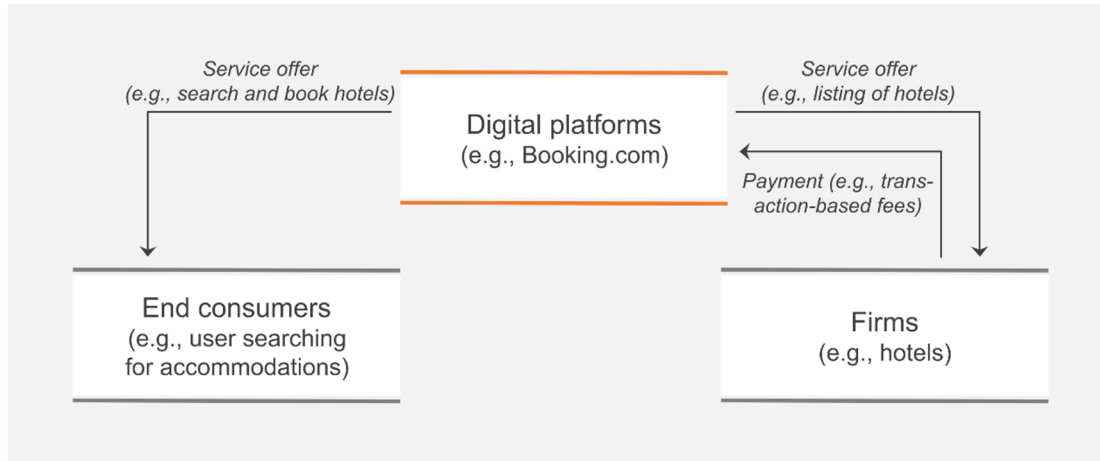 Service offer
(e.g., search and book hotels)
Digital platforms
(e.g., Booking.com)
Service offer
(e.g., listing of hotels)
Payment (e.g., trans-
action-based fees)
End consumers
(e.g., user searching
for accommodations)
Firms
(e.g., hotels)